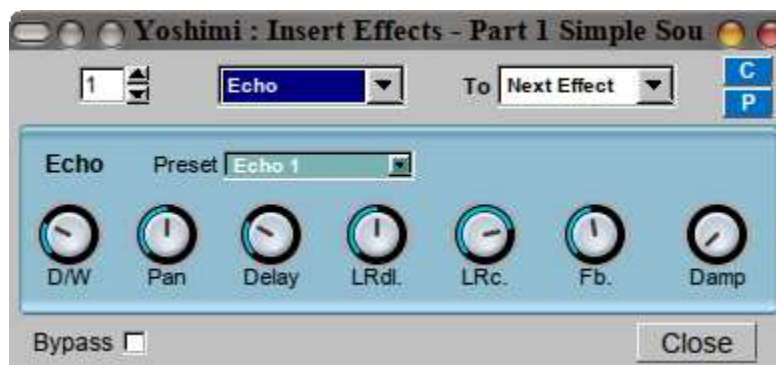 Yoshimi : Insert Effects - Part 1 Simple Sou
1 Echo To Next Effect C
P
Echo Preset Echo 1
D/W Pan Delay LRdl. LRc. Fb. Damp
Bypass Close